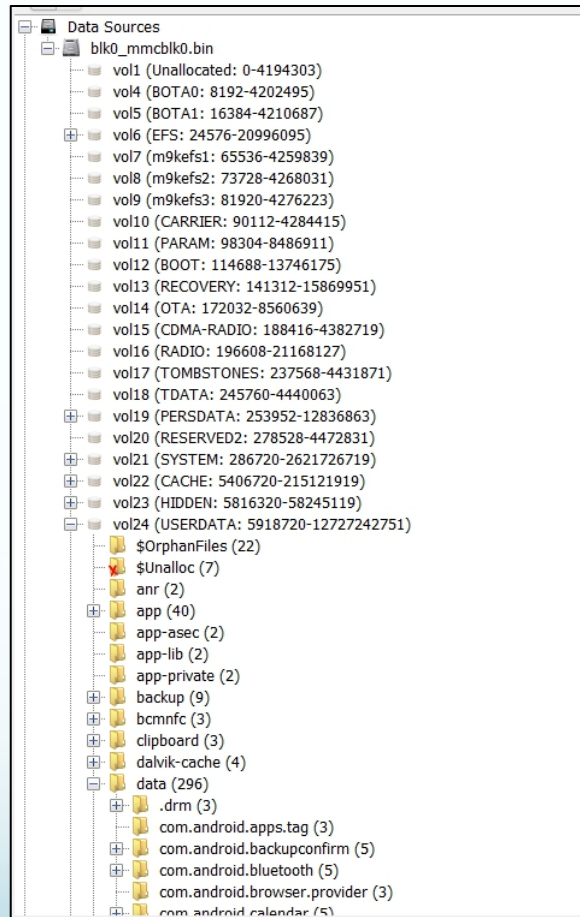 Data Sources
blk0_mmcblk0.bin
vol1 (Unallocated: 0-4194303)
vol4 (BOTA0: 8192-4202495)
vol5 (BOTA1: 16384-4210687)
vol6 (EFS: 24576-20996095)
vol7 (m9kefs1: 65536-4259839)
vol8 (m9kefs2: 73728-4268031)
vol9 (m9kefs3: 81920-4276223)
vol10 (CARRIER: 90112-4284415)
vol11 (PARAM: 98304-8486911)
vol12 (BOOT: 114688-13746175)
vol13 (RECOVERY: 141312-15869951)
vol14 (OTA: 172032-8560639)
vol15 (CDMA-RADIO: 188416-4382719)
vol16 (RADIO: 196608-21168127)
vol17 (TOMBSTONES: 237568-4431871)
vol18 (TDATA: 245760-4440063)
vol19 (PERSDATA: 253952-12836863)
vol20 (RESERVED2: 278528-4472831)
vol21 (SYSTEM: 286720-2621726719)
vol22 (CACHE: 5406720-215121919)
vol23 (HIDDEN: 5816320-58245119)
vol24 (USERDATA: 5918720-12727242751)
$OrphanFiles (22)
$Unalloc (7)
anr (2)
app (40)
app-asec (2)
app-lib (2)
app-private (2)
backup (9)
bcmnfc (3)
clipboard (3)
dalvik-cache (4)
data (296)
.drm (3)
com.android.apps.tag (3)
com.android.backupconfirm (5)
com.android.bluetooth (5)
com.android.browser.provider (3)
com.android.calendar (5)